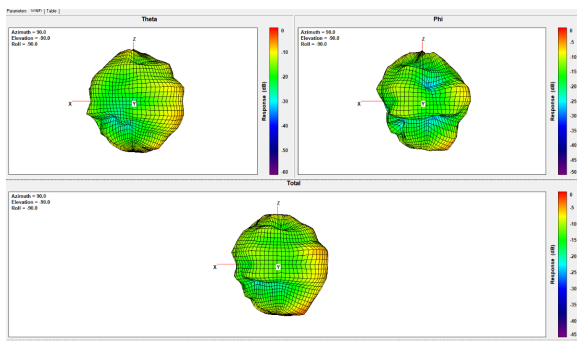 Parameters Graph | Table |
Theta
Azimuth = 90.0
Elevation = -90.0
Roll = -90.0
Z
X
Y
0
-10
-20
-30
-40
-50
-60
Response (dB)
Phi
Azimuth = 90.0
Elevation = -90.0
Roll = -90.0
Z
X
Y
0
-5
-10
-15
-20
-25
-30
-35
-40
-45
-50
Response (dB)
Total
Azimuth = 90.0
Elevation = -90.0
Roll = -90.0
Z
X
Y
0
-5
-10
-15
-20
-25
-30
-35
-40
-45
Response (dB)